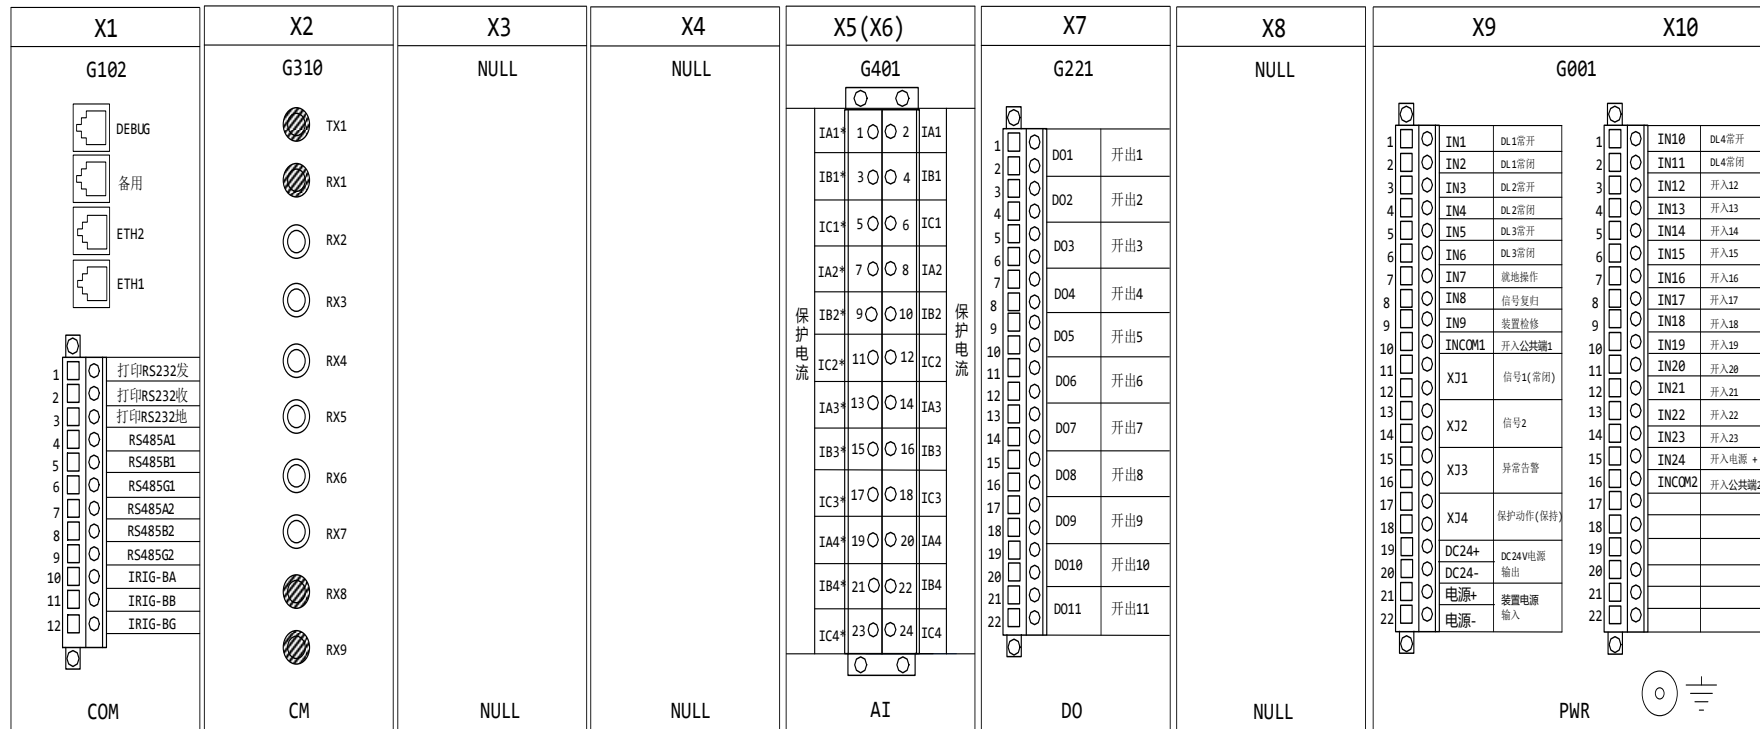 X1
G102
DEBUG
备用
ETH2
ETH1
1 打印RS232发
2 打印RS232收
3 打印RS232地
4 RS485A1
5 RS485B1
6 RS485G1
7 RS485A2
8 RS485B2
9 RS485G2
10 IRIG-BA
11 IRIG-BB
12 IRIG-BG
COM
X2
G310
TX1
RX1
RX2
RX3
RX4
RX5
RX6
RX7
RX8
RX9
CM
X3
NULL
NULL
X4
NULL
NULL
X5(X6)
G401
保护电流
IA1* 1 2 IA1
IB1* 3 4 IB1
IC1* 5 6 IC1
IA2* 7 8 IA2
IB2* 9 10 IB2
IC2* 11 12 IC2
IA3* 13 14 IA3
IB3* 15 16 IB3
IC3* 17 18 IC3
IA4* 19 20 IA4
IB4* 21 22 IB4
IC4* 23 24 IC4
保护电流
AI
X7
G221
1
2
DO1 开出1
3
4
DO2 开出2
5
6
DO3 开出3
7
8
DO4 开出4
9
10
DO5 开出5
11
12
DO6 开出6
13
14
DO7 开出7
15
16
DO8 开出8
17
18
DO9 开出9
19
20
DO10 开出10
21
22
DO11 开出11
DO
X8
NULL
NULL
X9
X10
G001
1 IN1 DL1常开
2 IN2 DL1常闭
3 IN3 DL2常开
4 IN4 DL2常闭
5 IN5 DL3常开
6 IN6 DL3常闭
7 IN7 就地操作
8 IN8 信号复归
9 IN9 装置检修
10 INCOM1 开入公共端1
11
12
XJ1 信号1(常闭)
13
14
XJ2 信号2
15
16
XJ3 异常告警
17
18
XJ4 保护动作(保持)
19 DC24+
20 DC24-
DC24V电源
输出
21 电源+
22 电源-
装置电源
输入
1 IN10 DL4常开
2 IN11 DL4常闭
3 IN12 开入12
4 IN13 开入13
5 IN14 开入14
6 IN15 开入15
7 IN16 开入16
8 IN17 开入17
9 IN18 开入18
10 IN19 开入19
11 IN20 开入20
12 IN21 开入21
13 IN22 开入22
14 IN23 开入23
15 IN24 开入电源 +
16 INCOM2 开入公共端2
17
18
19
20
21
22
PWR